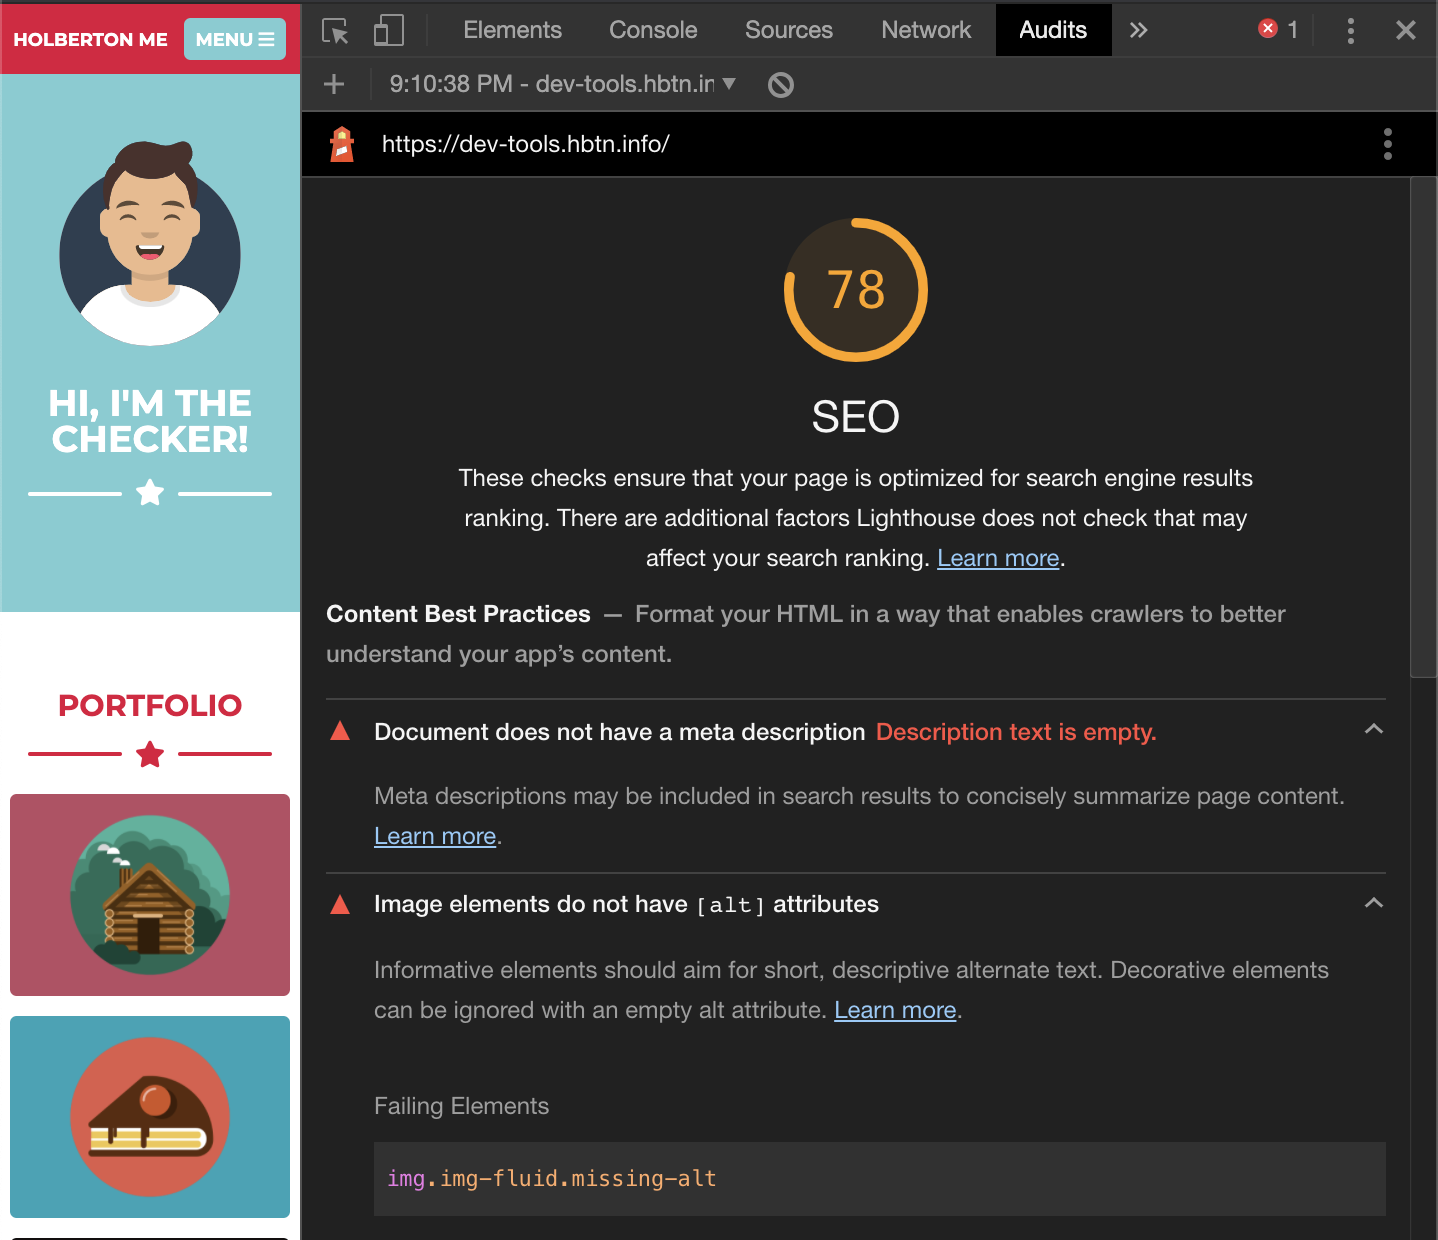 HOLBERTON ME
MENU
HI, I'M THE
CHECKER!
PORTFOLIO
Elements Console Sources Network Audits 1
9:10:38 PM - dev-tools.hbtn.in
https://dev-tools.hbtn.info/
78
SEO
These checks ensure that your page is optimized for search engine results
ranking. There are additional factors Lighthouse does not check that may
affect your search ranking. Learn more.
Content Best Practices — Format your HTML in a way that enables crawlers to better
understand your app’s content.
Document does not have a meta description Description text is empty.
Meta descriptions may be included in search results to concisely summarize page content.
Learn more.
Image elements do not have [alt] attributes
Informative elements should aim for short, descriptive alternate text. Decorative elements
can be ignored with an empty alt attribute. Learn more.
Failing Elements
img.img-fluid.missing-alt